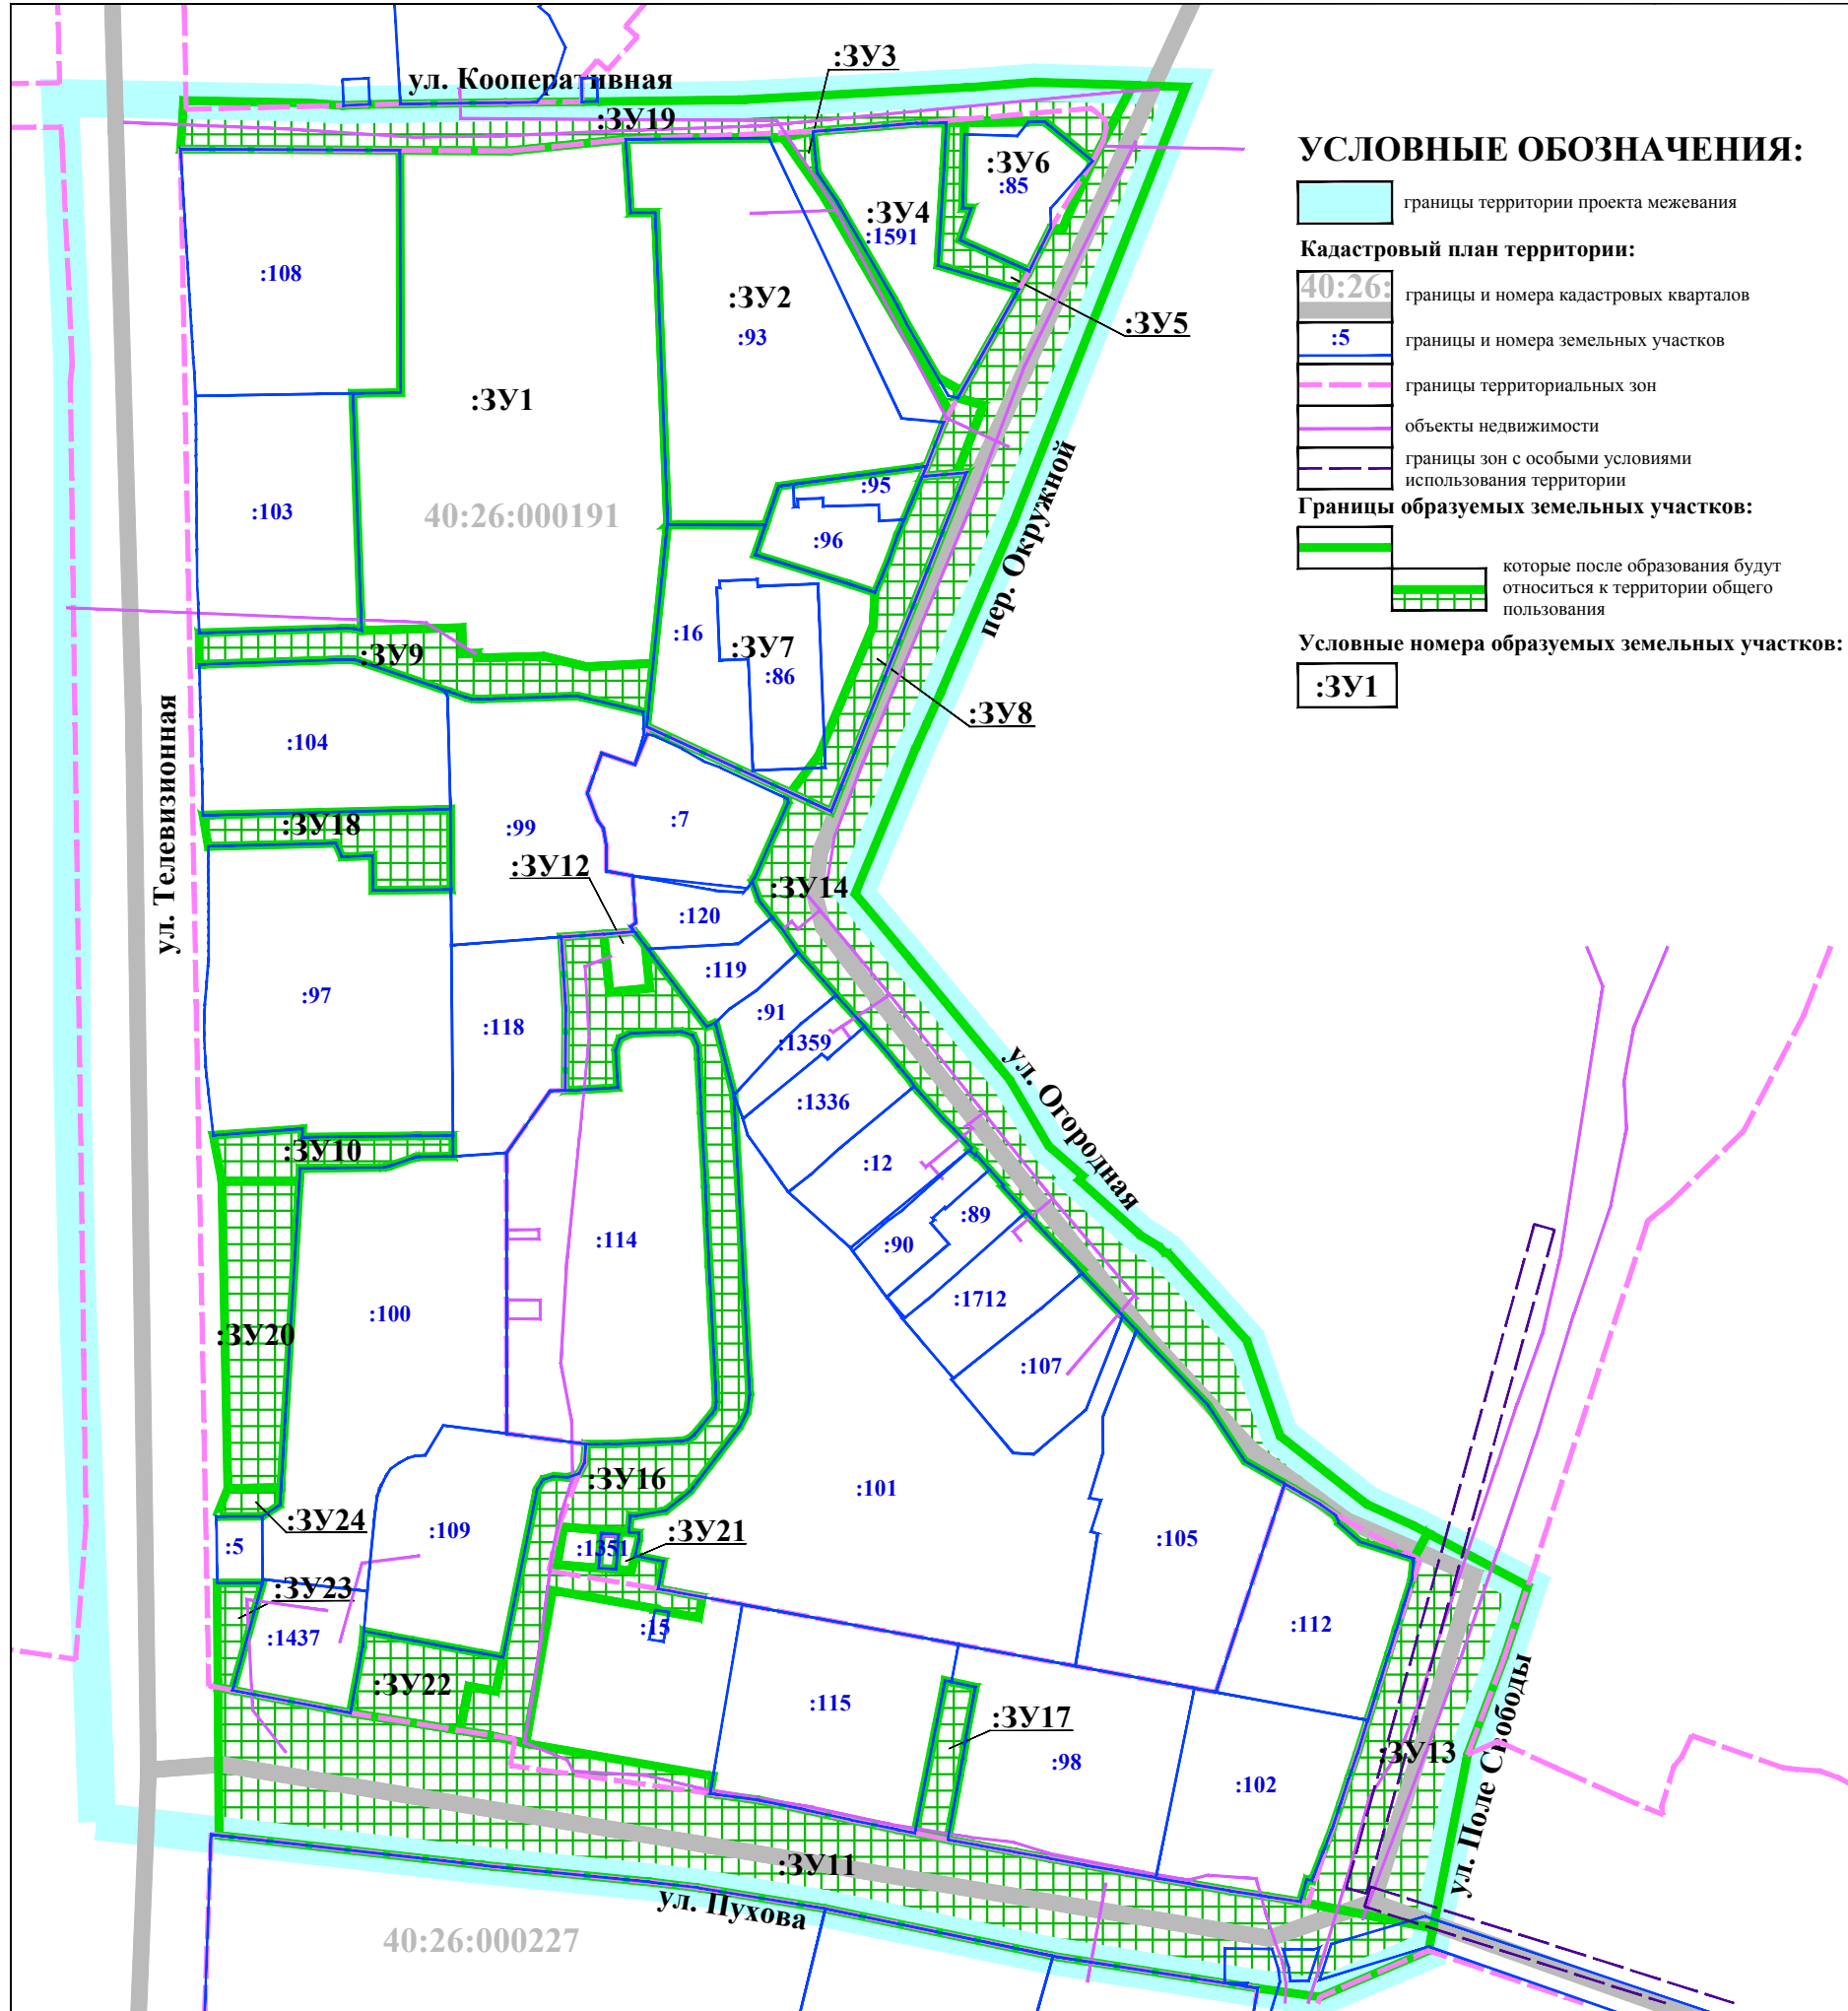 :ЗУ3
ул. Кооперативная
:ЗУ19
:ЗУ6
:85
:ЗУ4
:1591
:108
:ЗУ2
:93
:ЗУ5
:ЗУ1
:103
40:26:000191
:95
:96
пер. Окружной
:16
:ЗУ7
:86
:ЗУ9
:ЗУ8
:104
ул. Телевизионная
:ЗУ18
:99
:7
:ЗУ12
:ЗУ14
:120
:119
:97
:91
:118
:1359
:1336
ул. Огородная
:ЗУ10
:12
:89
:90
:114
:1712
:100
:ЗУ20
:107
:ЗУ16
:101
:ЗУ24
:109
:ЗУ21
:1351
:105
:5
:ЗУ23
:15
:1437
:112
:ЗУ22
:115
:ЗУ17
:98
:ЗУ13
:102
ул. Поле Свободы
:ЗУ11
ул. Пухова
40:26:000227
УСЛОВНЫЕ ОБОЗНАЧЕНИЯ:
границы территории проекта межевания
Кадастровый план территории:
40:26:
границы и номера кадастровых кварталов
:5
границы и номера земельных участков
границы территориальных зон
объекты недвижимости
границы зон с особыми условиями
использования территории
Границы образуемых земельных участков:
которые после образования будут
относиться к территории общего
пользования
Условные номера образуемых земельных участков:
:ЗУ1